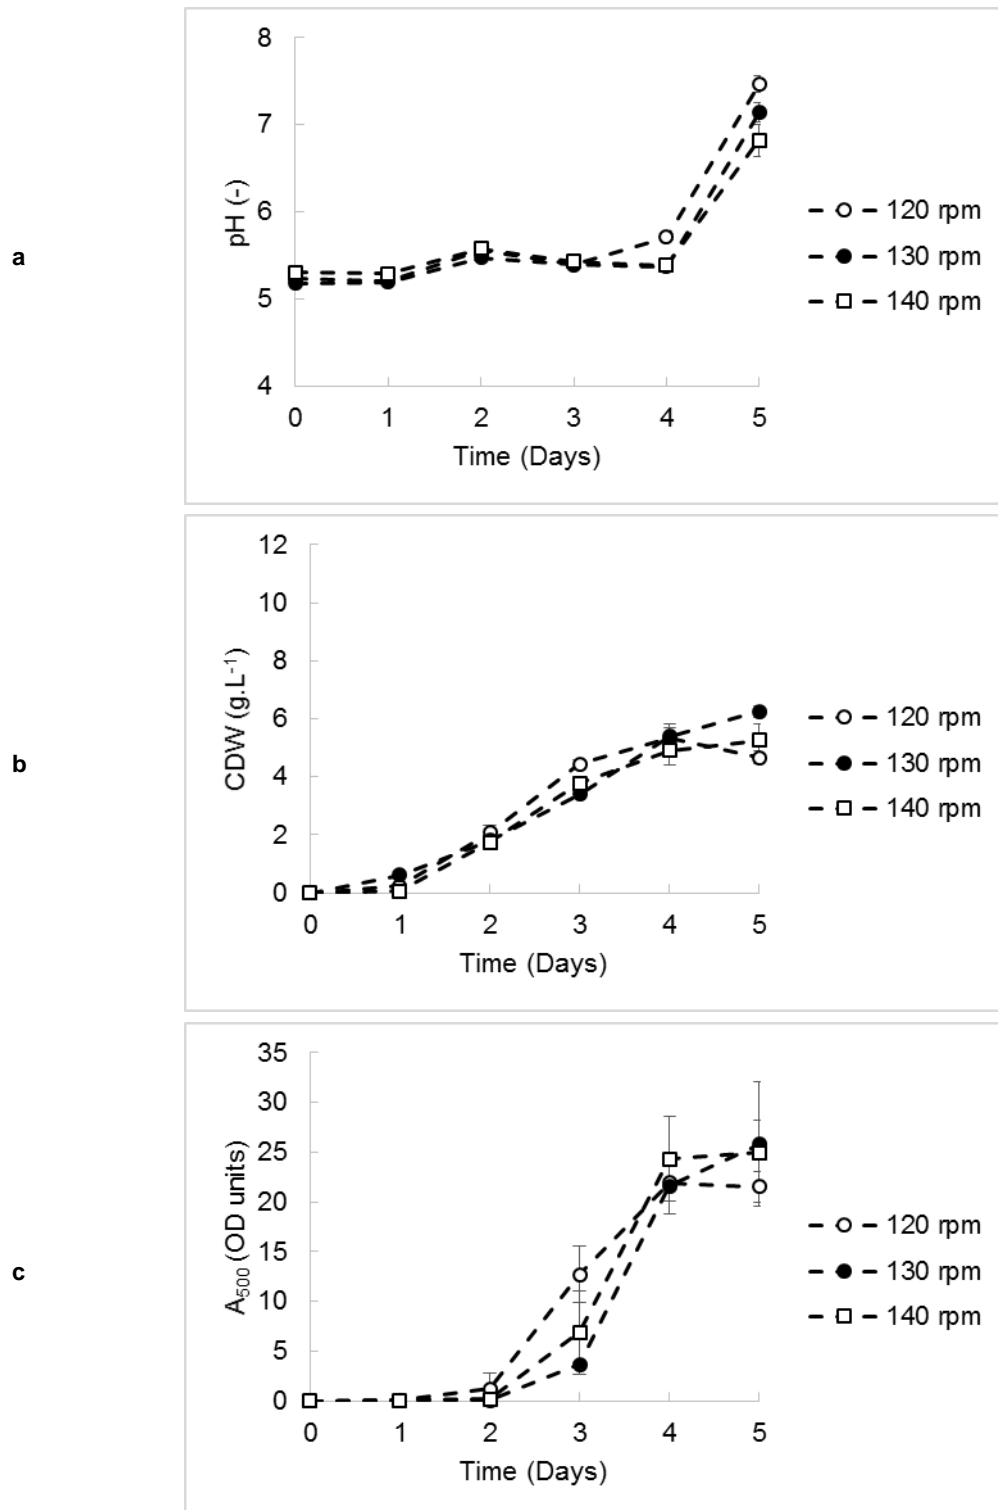 a
8
7
6
5
4
pH (-)
0 1 2 3 4 5
Time (Days)
120 rpm
130 rpm
140 rpm
b
12
10
8
6
4
2
0
CDW (g.L⁻¹)
0 1 2 3 4 5
Time (Days)
120 rpm
130 rpm
140 rpm
c
35
30
25
20
15
10
5
0
A₅₀₀ (OD units)
0 1 2 3 4 5
Time (Days)
120 rpm
130 rpm
140 rpm